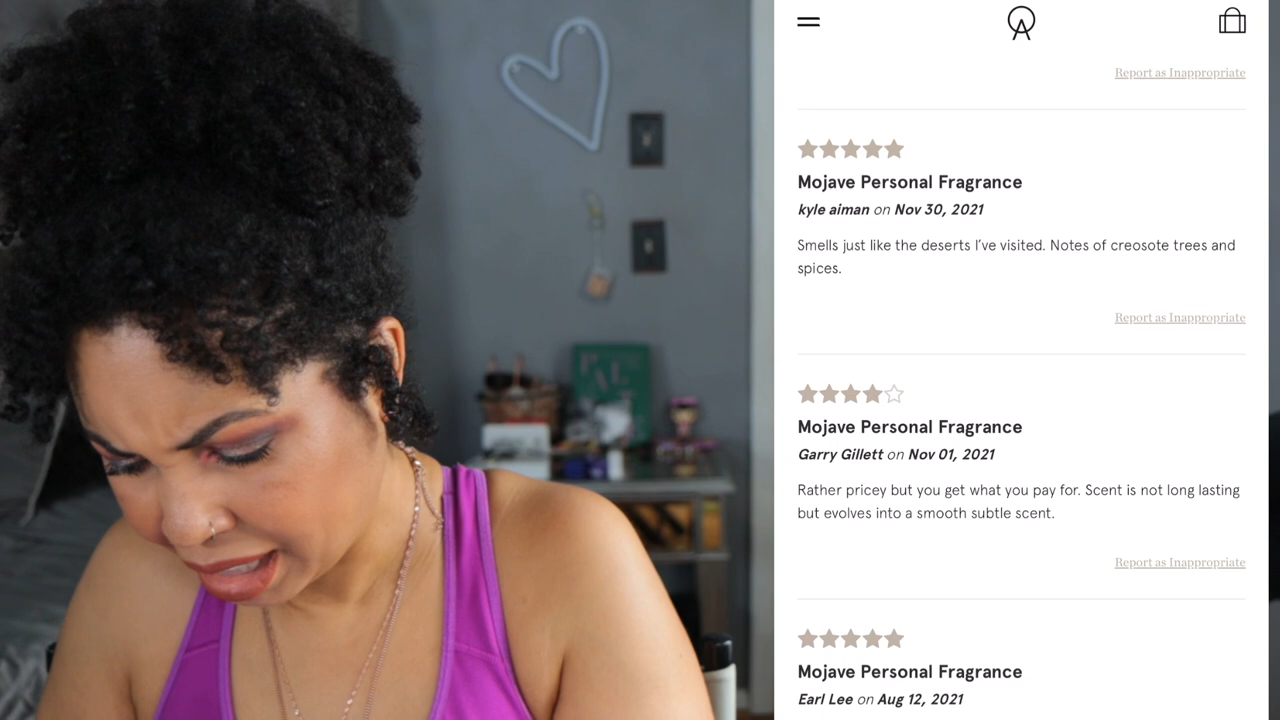 Report as Inappropriate
Mojave Personal Fragrance
kyle aiman on Nov 30, 2021
Smells just like the deserts I've visited. Notes of creosote trees and
spices.
Report as Inappropriate
Mojave Personal Fragrance
Garry Gillett on Nov 01, 2021
Rather pricey but you get what you pay for. Scent is not long lasting
but evolves into a smooth subtle scent.
Report as Inappropriate
Mojave Personal Fragrance
Earl Lee on Aug 12, 2021